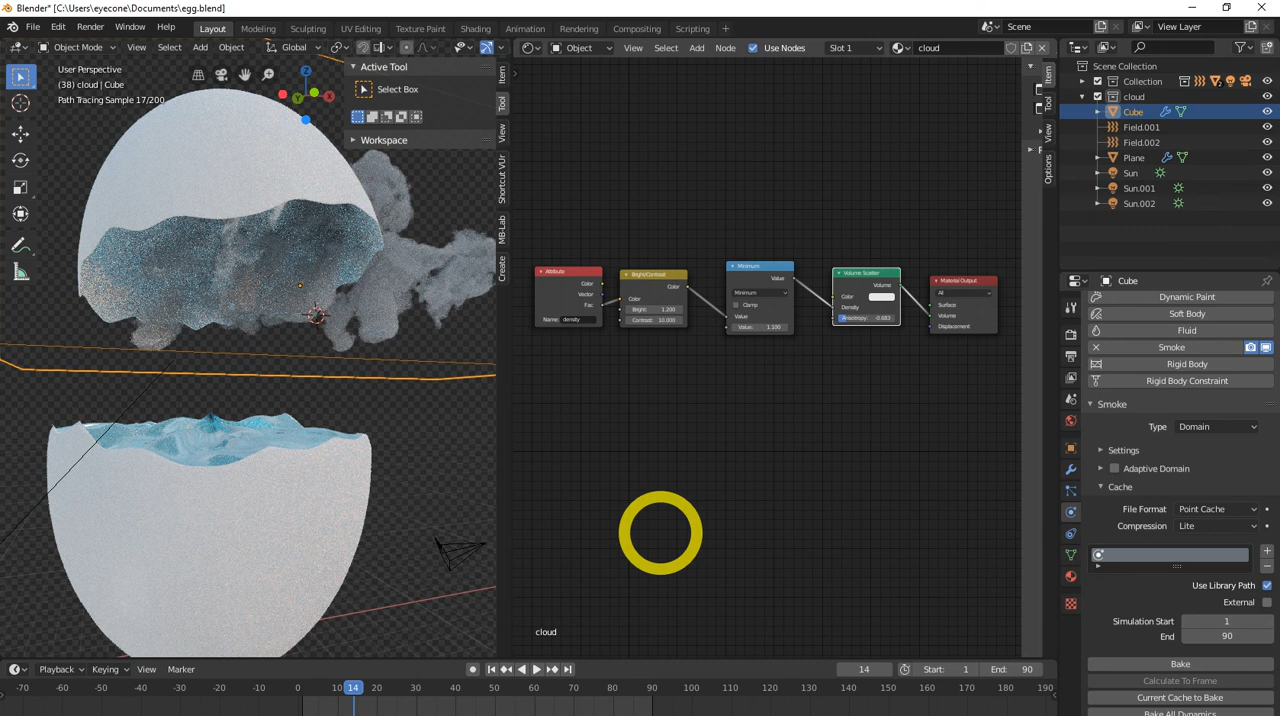 Blender* [C:\Users\eyecone\Documents\egg.blend]
File Edit Render Window Help
Layout Modeling Sculpting UV Editing Texture Paint Shading Animation Rendering Compositing Scripting +
Scene View Layer
Object Mode View Select Add Object Global
Object View Select Add Node Use Nodes Slot 1 cloud
User Perspective
(38) cloud | Cube
Path Tracing Sample 17/200
Z
Y
Active Tool
Select Box
Workspace
Item
Tool
View
Shortcut VUr
MB-Lab
Create
Attribute
Color
Vector
Fac
Name: density
Bright/Contrast
Color
Color
Bright: 1.200
Contrast: 10.000
Minimum
Value
Minimum
Clamp
Value
Value: 1.100
Volume Scatter
Volume
Color
Density
Anisotropy -0.683
Material Output
All
Surface
Volume
Displacement
cloud
Item
Tool
View
Options
Scene Collection
Collection
cloud
Cube
Field.001
Field.002
Plane
Sun
Sun.001
Sun.002
Cube
Dynamic Paint
Soft Body
Fluid
Smoke
Rigid Body
Rigid Body Constraint
Smoke
Type Domain
Settings
Adaptive Domain
Cache
File Format Point Cache
Compression Lite
Use Library Path
External
Simulation Start 1
End 90
Bake
Calculate To Frame
Current Cache to Bake
Bake All Dynamics
Playback Keying View Marker 14 Start: 1 End: 90
-70 -60 -50 -40 -30 -20 -10 0 10 14 20 30 40 50 60 70 80 90 100 110 120 130 140 150 160 170 180 190